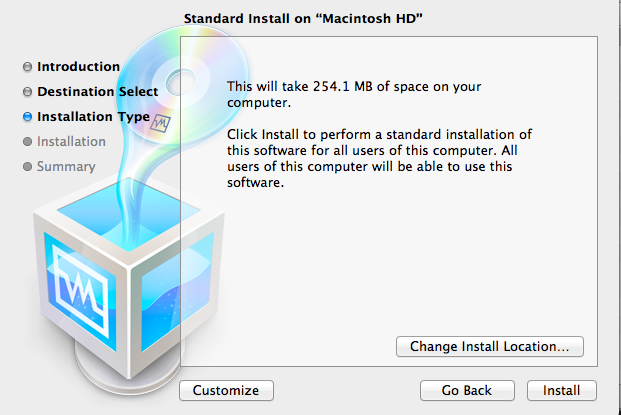 Standard Install on “Macintosh HD”
Introduction
Destination Select
Installation Type
Installation
Summary
This will take 254.1 MB of space on your
computer.
Click Install to perform a standard installation of
this software for all users of this computer. All
users of this computer will be able to use this
software.
Change Install Location...
Customize
Go Back
Install